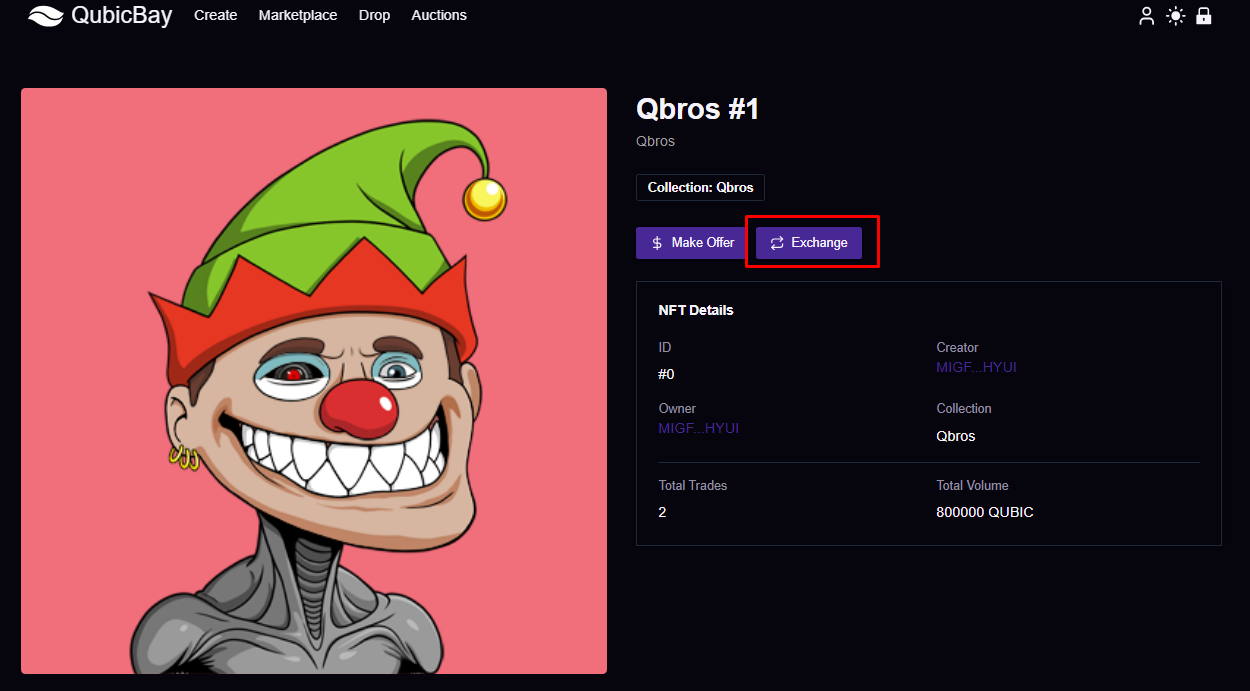 QubicBay Create Marketplace Drop Auctions
Qbros #1
Qbros
Collection: Qbros
$ Make Offer Exchange
NFT Details
ID Creator
#0 MIGF...HYUI
Owner Collection
MIGF...HYUI Qbros
Total Trades Total Volume
2 800000 QUBIC